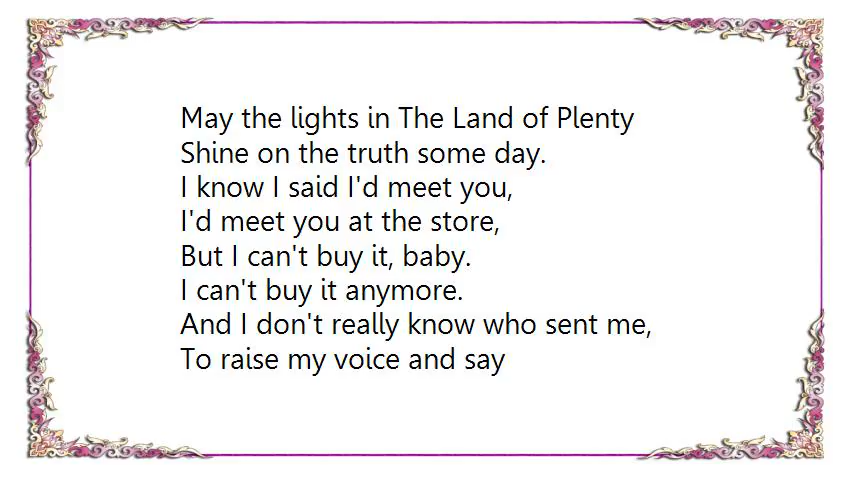 May the lights in The Land of Plenty
Shine on the truth some day.
I know I said I'd meet you,
I'd meet you at the store,
But I can't buy it, baby.
I can't buy it anymore.
And I don't really know who sent me,
To raise my voice and say